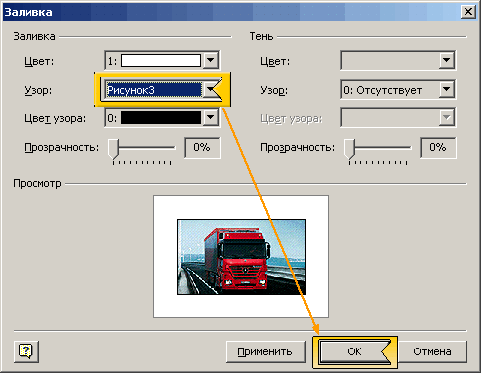 Заливка
Заливка
Тень
Цвет: 1:
Цвет:
Узор: Рисунок3
Узор: 0: Отсутствует
Цвет узора: 0:
Цвет узора:
Прозрачность: 0%
Прозрачность: 0%
Просмотр
?
Применить
ОК
Отмена